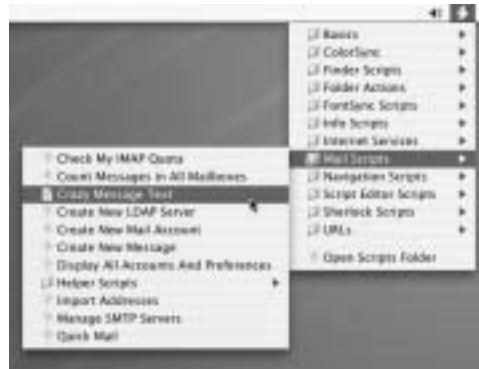 Basics
ColorSync
Finder Scripts
Folder Actions
FontSync Scripts
Info Scripts
Internet Services
Mail Scripts
Navigation Scripts
Script Editor Scripts
Sherlock Scripts
URLs
Open Scripts Folder
Check My IMAP Quota
Count Messages in All Mailboxes
Crazy Message Text
Create New LDAP Server
Create New Mail Account
Create New Message
Display All Accounts And Preferences
Helper Scripts
Import Addresses
Manage SMTP Servers
Quick Mail